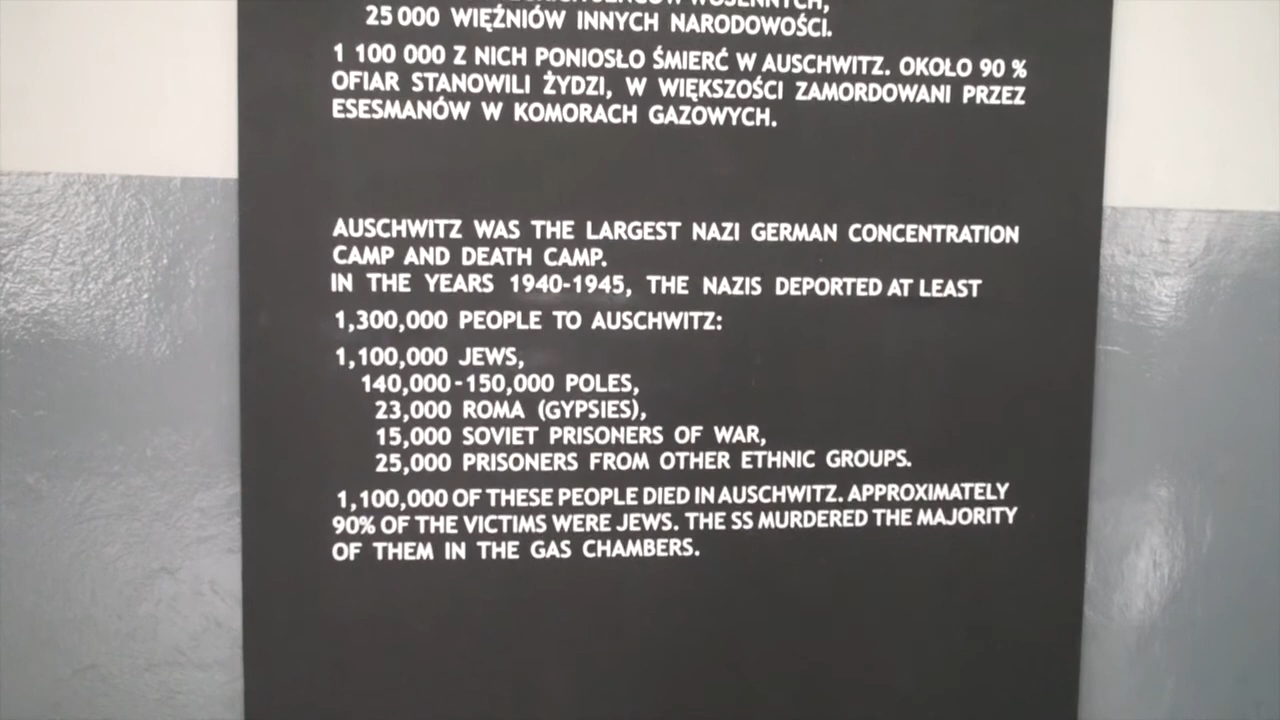 25 000 WIĘŹNIÓW INNYCH NARODOWOŚCI.
1 100 000 Z NICH PONIOSŁO ŚMIERĆ W AUSCHWITZ. OKOŁO 90 %
OFIAR STANOWILI ŻYDZI, W WIĘKSZOŚCI ZAMORDOWANI PRZEZ
ESESMANÓW W KOMORACH GAZOWYCH.
AUSCHWITZ WAS THE LARGEST NAZI GERMAN CONCENTRATION
CAMP AND DEATH CAMP.
IN THE YEARS 1940-1945, THE NAZIS DEPORTED AT LEAST
1,300,000 PEOPLE TO AUSCHWITZ:
1,100,000 JEWS,
140,000-150,000 POLES,
23,000 ROMA (GYPSIES),
15,000 SOVIET PRISONERS OF WAR,
25,000 PRISONERS FROM OTHER ETHNIC GROUPS.
1,100,000 OF THESE PEOPLE DIED IN AUSCHWITZ. APPROXIMATELY
90% OF THE VICTIMS WERE JEWS. THE SS MURDERED THE MAJORITY
OF THEM IN THE GAS CHAMBERS.